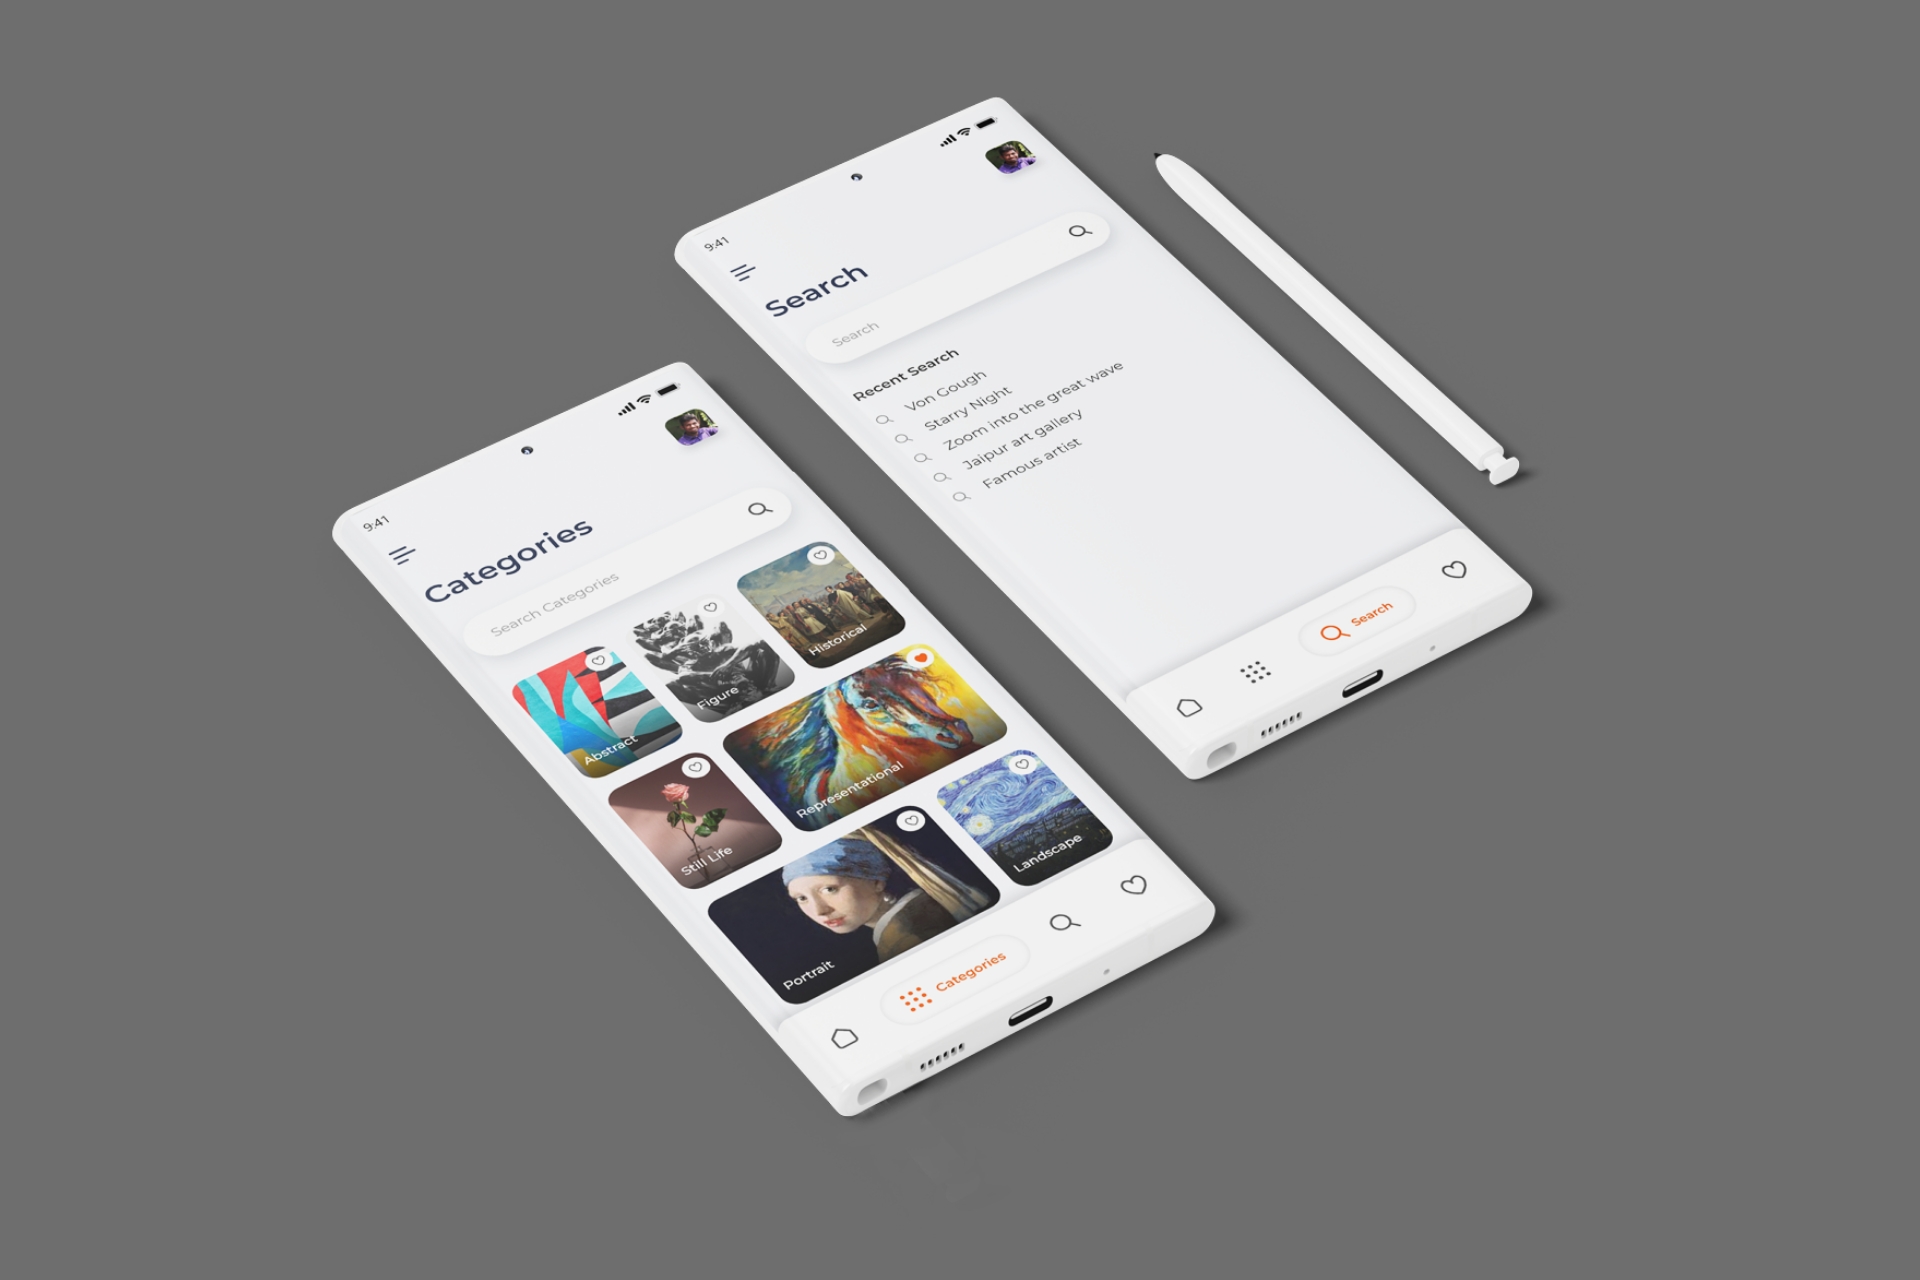 9:41
Categories
Search Categories
Abstract
Figure
Historical
Still Life
Representational
Portrait
Landscape
Categories
9:41
Search
Search
Recent Search
Von Gough
Starry Night
Zoom into the great wave
Jaipur art gallery
Famous artist
Search